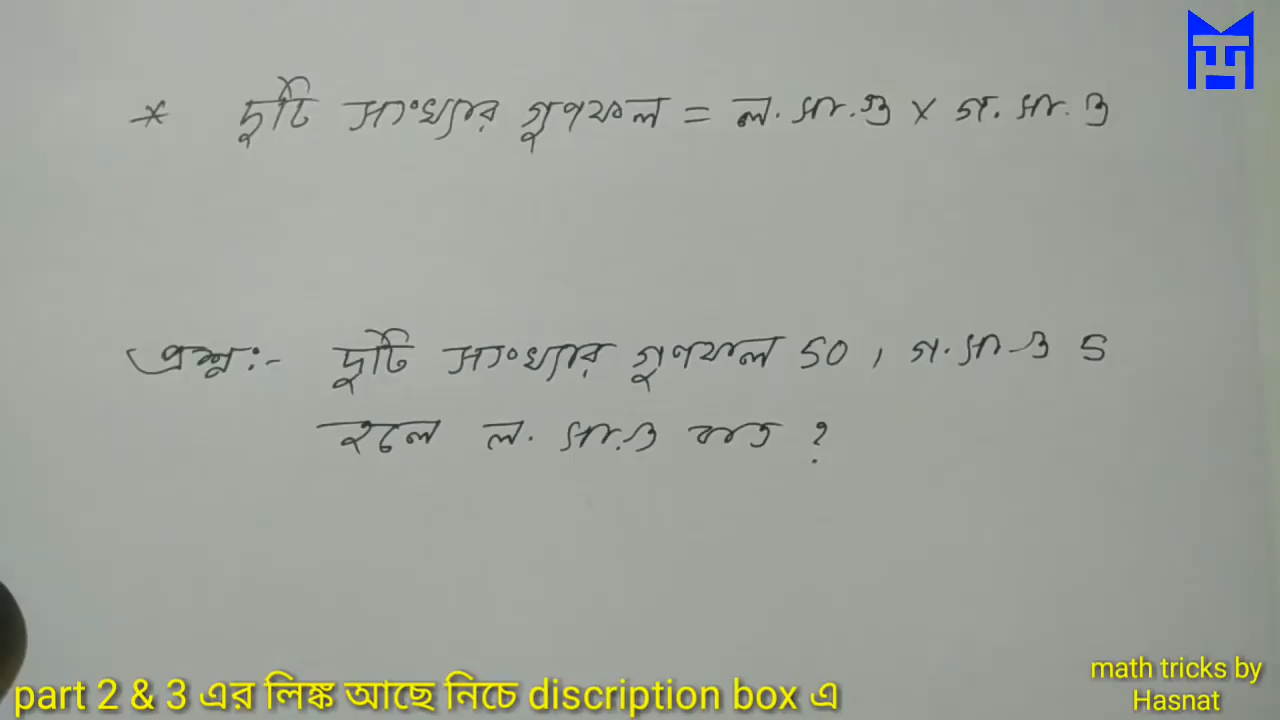 * দুটি সংখ্যার গুণফল = ল. সা. গু × গ. সা. গু
প্রশ্ন:- দুটি সংখ্যার গুণফল 50, গ. সা. গু 5
হলে ল. সা. গু কত ?
part 2 & 3 এর লিঙ্ক আছে নিচে discription box এ
math tricks by
Hasnat